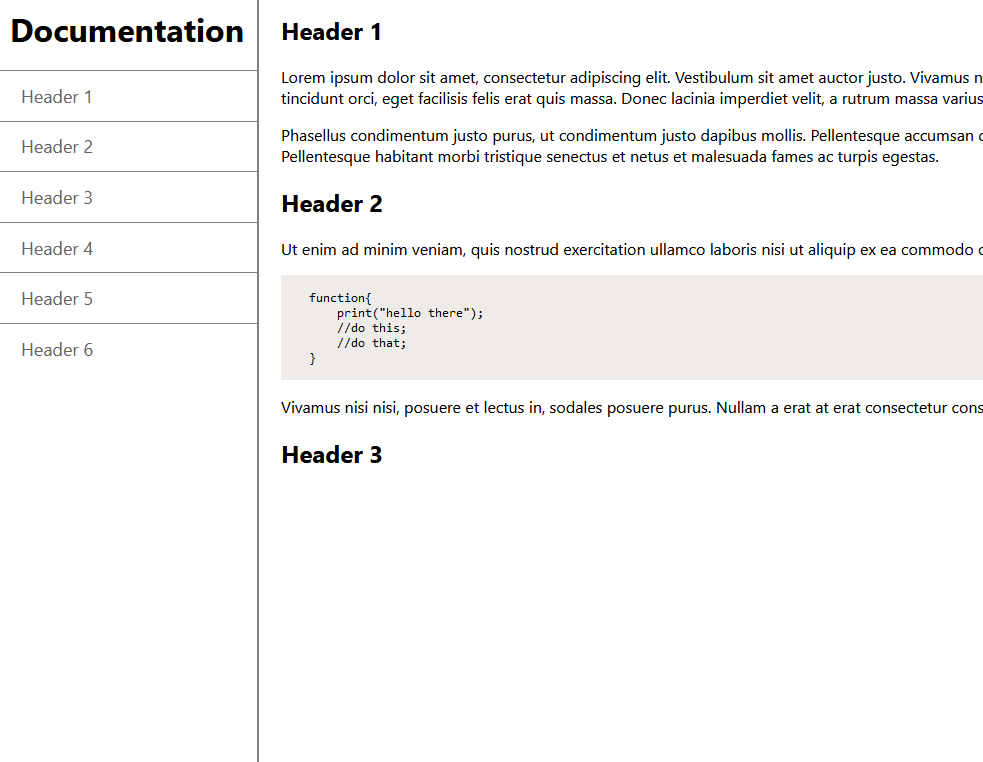 Documentation
Header 1
Header 2
Header 3
Header 4
Header 5
Header 6
Header 1
Lorem ipsum dolor sit amet, consectetur adipiscing elit. Vestibulum sit amet auctor justo. Vivamus
tincidunt orci, eget facilisis felis erat quis massa. Donec lacinia imperdiet velit, a rutrum massa varius
Phasellus condimentum justo purus, ut condimentum justo dapibus mollis. Pellentesque accumsan
Pellentesque habitant morbi tristique senectus et netus et malesuada fames ac turpis egestas.
Header 2
Ut enim ad minim veniam, quis nostrud exercitation ullamco laboris nisi ut aliquip ex ea commodo
function{
    print("hello there");
    //do this;
    //do that;
}
Vivamus nisi nisi, posuere et lectus in, sodales posuere purus. Nullam a erat at erat consectetur cons
Header 3